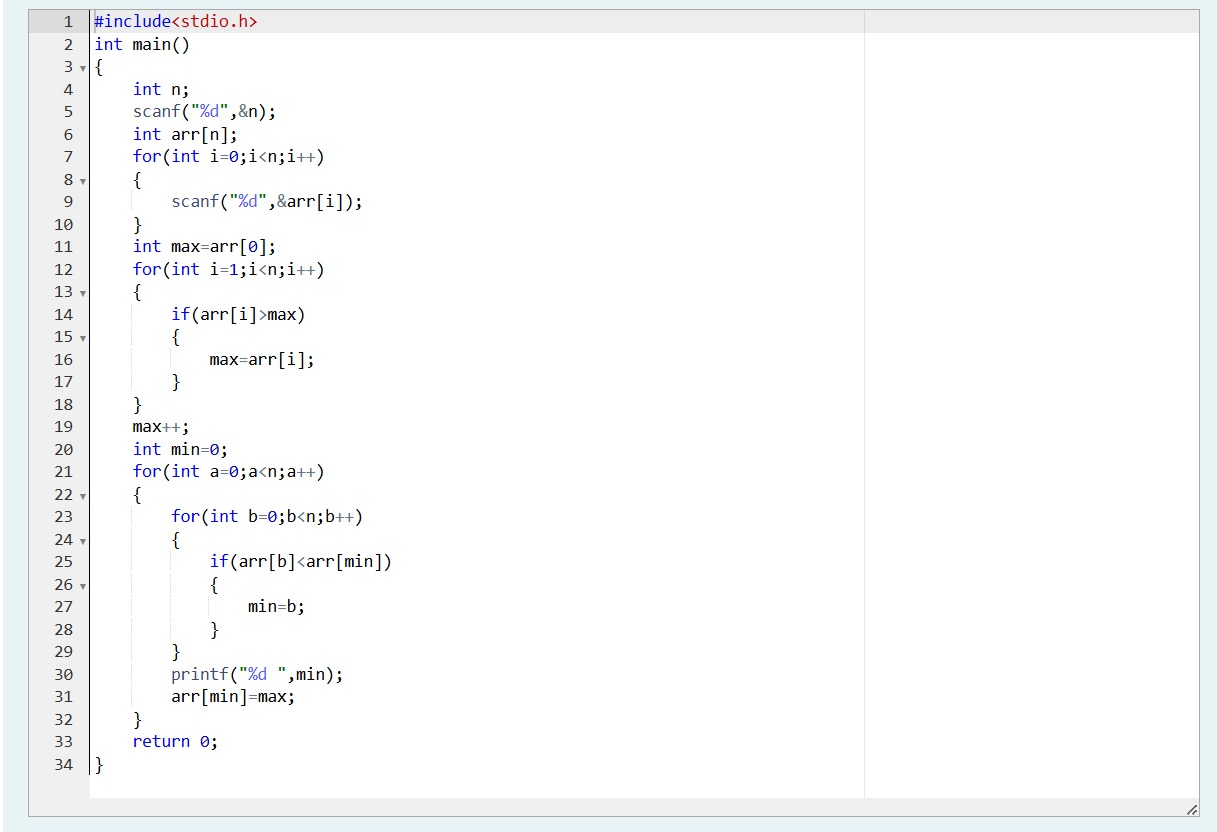 1 #include<stdio.h>
2 int main()
3 {
4     int n;
5     scanf("%d",&n);
6     int arr[n];
7     for(int i=0;i<n;i++)
8     {
9         scanf("%d",&arr[i]);
10     }
11     int max=arr[0];
12     for(int i=1;i<n;i++)
13     {
14         if(arr[i]>max)
15         {
16             max=arr[i];
17         }
18     }
19     max++;
20     int min=0;
21     for(int a=0;a<n;a++)
22     {
23         for(int b=0;b<n;b++)
24         {
25             if(arr[b]<arr[min])
26             {
27                 min=b;
28             }
29         }
30         printf("%d ",min);
31         arr[min]=max;
32     }
33     return 0;
34 }